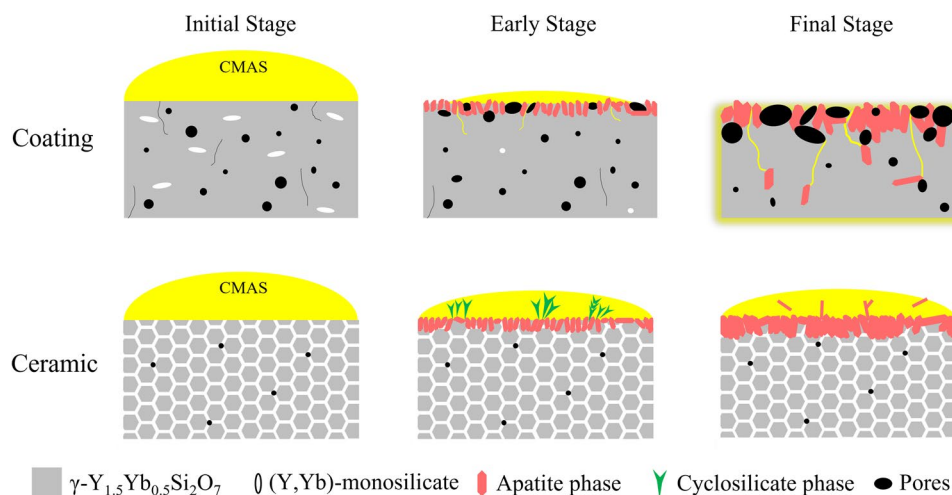 Initial Stage Early Stage Final Stage
CMAS
Coating
CMAS
Ceramic
γ-Y₁.₅Yb₀.₅Si₂O₇ (Y,Yb)-monosilicate Apatite phase Cyclosilicate phase Pores